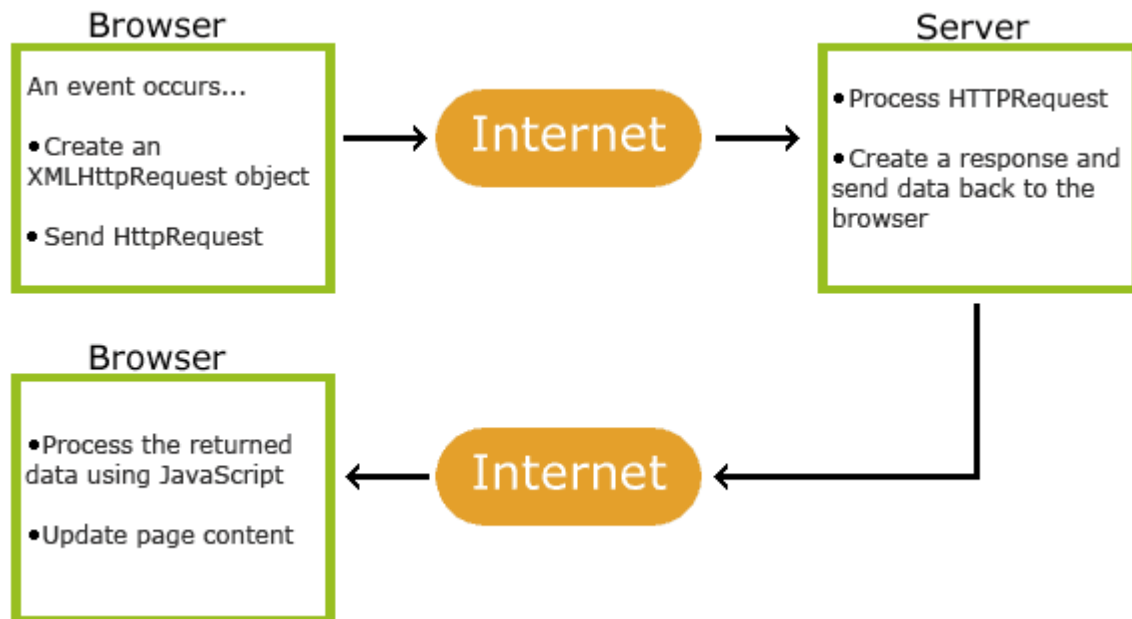 Browser
An event occurs...
•Create an
XMLHttpRequest object
• Send HttpRequest
Internet
Server
•Process HTTPRequest
•Create a response and
send data back to the
browser
Browser
•Process the returned
data using JavaScript
•Update page content
Internet